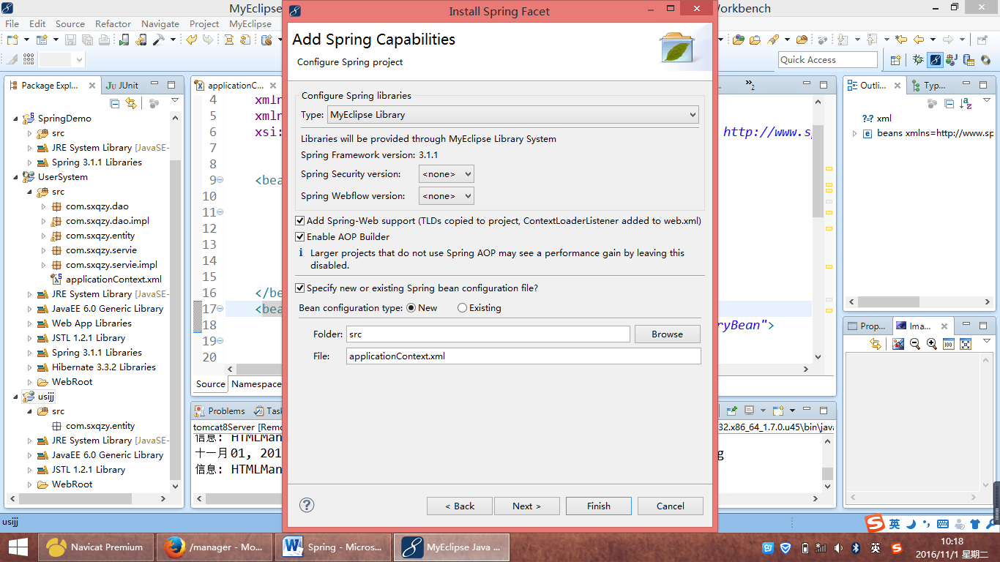 MyEclipse
Install Spring Facet
Workbench
File Edit Source Refactor Navigate Project MyEclipse
Add Spring Capabilities
Configure Spring project
Quick Access
Package Expl...
JUnit
SpringDemo
src
JRE System Library [JavaSE-
Spring 3.1.1 Libraries
UserSystem
src
com.sxqzy.dao
com.sxqzy.dao.impl
com.sxqzy.entity
com.sxqzy.servie
com.sxqzy.servie.impl
applicationContext.xml
JRE System Library [JavaSE-
JavaEE 6.0 Generic Library
Web App Libraries
JSTL 1.2.1 Library
Spring 3.1.1 Libraries
Hibernate 3.3.2 Libraries
WebRoot
usijj
src
com.sxqzy.entity
JRE System Library [JavaSE-
JavaEE 6.0 Generic Library
JSTL 1.2.1 Library
WebRoot
applicationC...
4 xmln
5 xmln
6 xsi:
http://www.sp
7
8
9 <bea
10
11
12
13
14
15
16 </be
17 <bea
18
ryBean">
19
20
Source Namespace
Configure Spring libraries
Type: MyEclipse Library
Libraries will be provided through MyEclipse Library System
Spring Framework version: 3.1.1
Spring Security version: <none>
Spring Webflow version: <none>
Add Spring-Web support (TLDs copied to project, ContextLoaderListener added to web.xml)
Enable AOP Builder
Larger projects that do not use Spring AOP may see a performance gain by leaving this
disabled.
Specify new or existing Spring bean configuration file?
Bean configuration type: New Existing
Folder: src Browse
File: applicationContext.xml
< Back Next > Finish Cancel
Outli...
Typ...
xml
beans xmlns=http://www.sp
Prop...
Ima...
Problems
Task
tomcat8Server [Remo
32.x86_64_1.7.0.u45\bin\java
信息: HTMLMan
十一月 01, 201
g
信息: HTMLMan
usijj
英
Navicat Premium
/manager - Mo...
Spring - Micros...
MyEclipse Java ...
英
10:18
2016/11/1 星期二